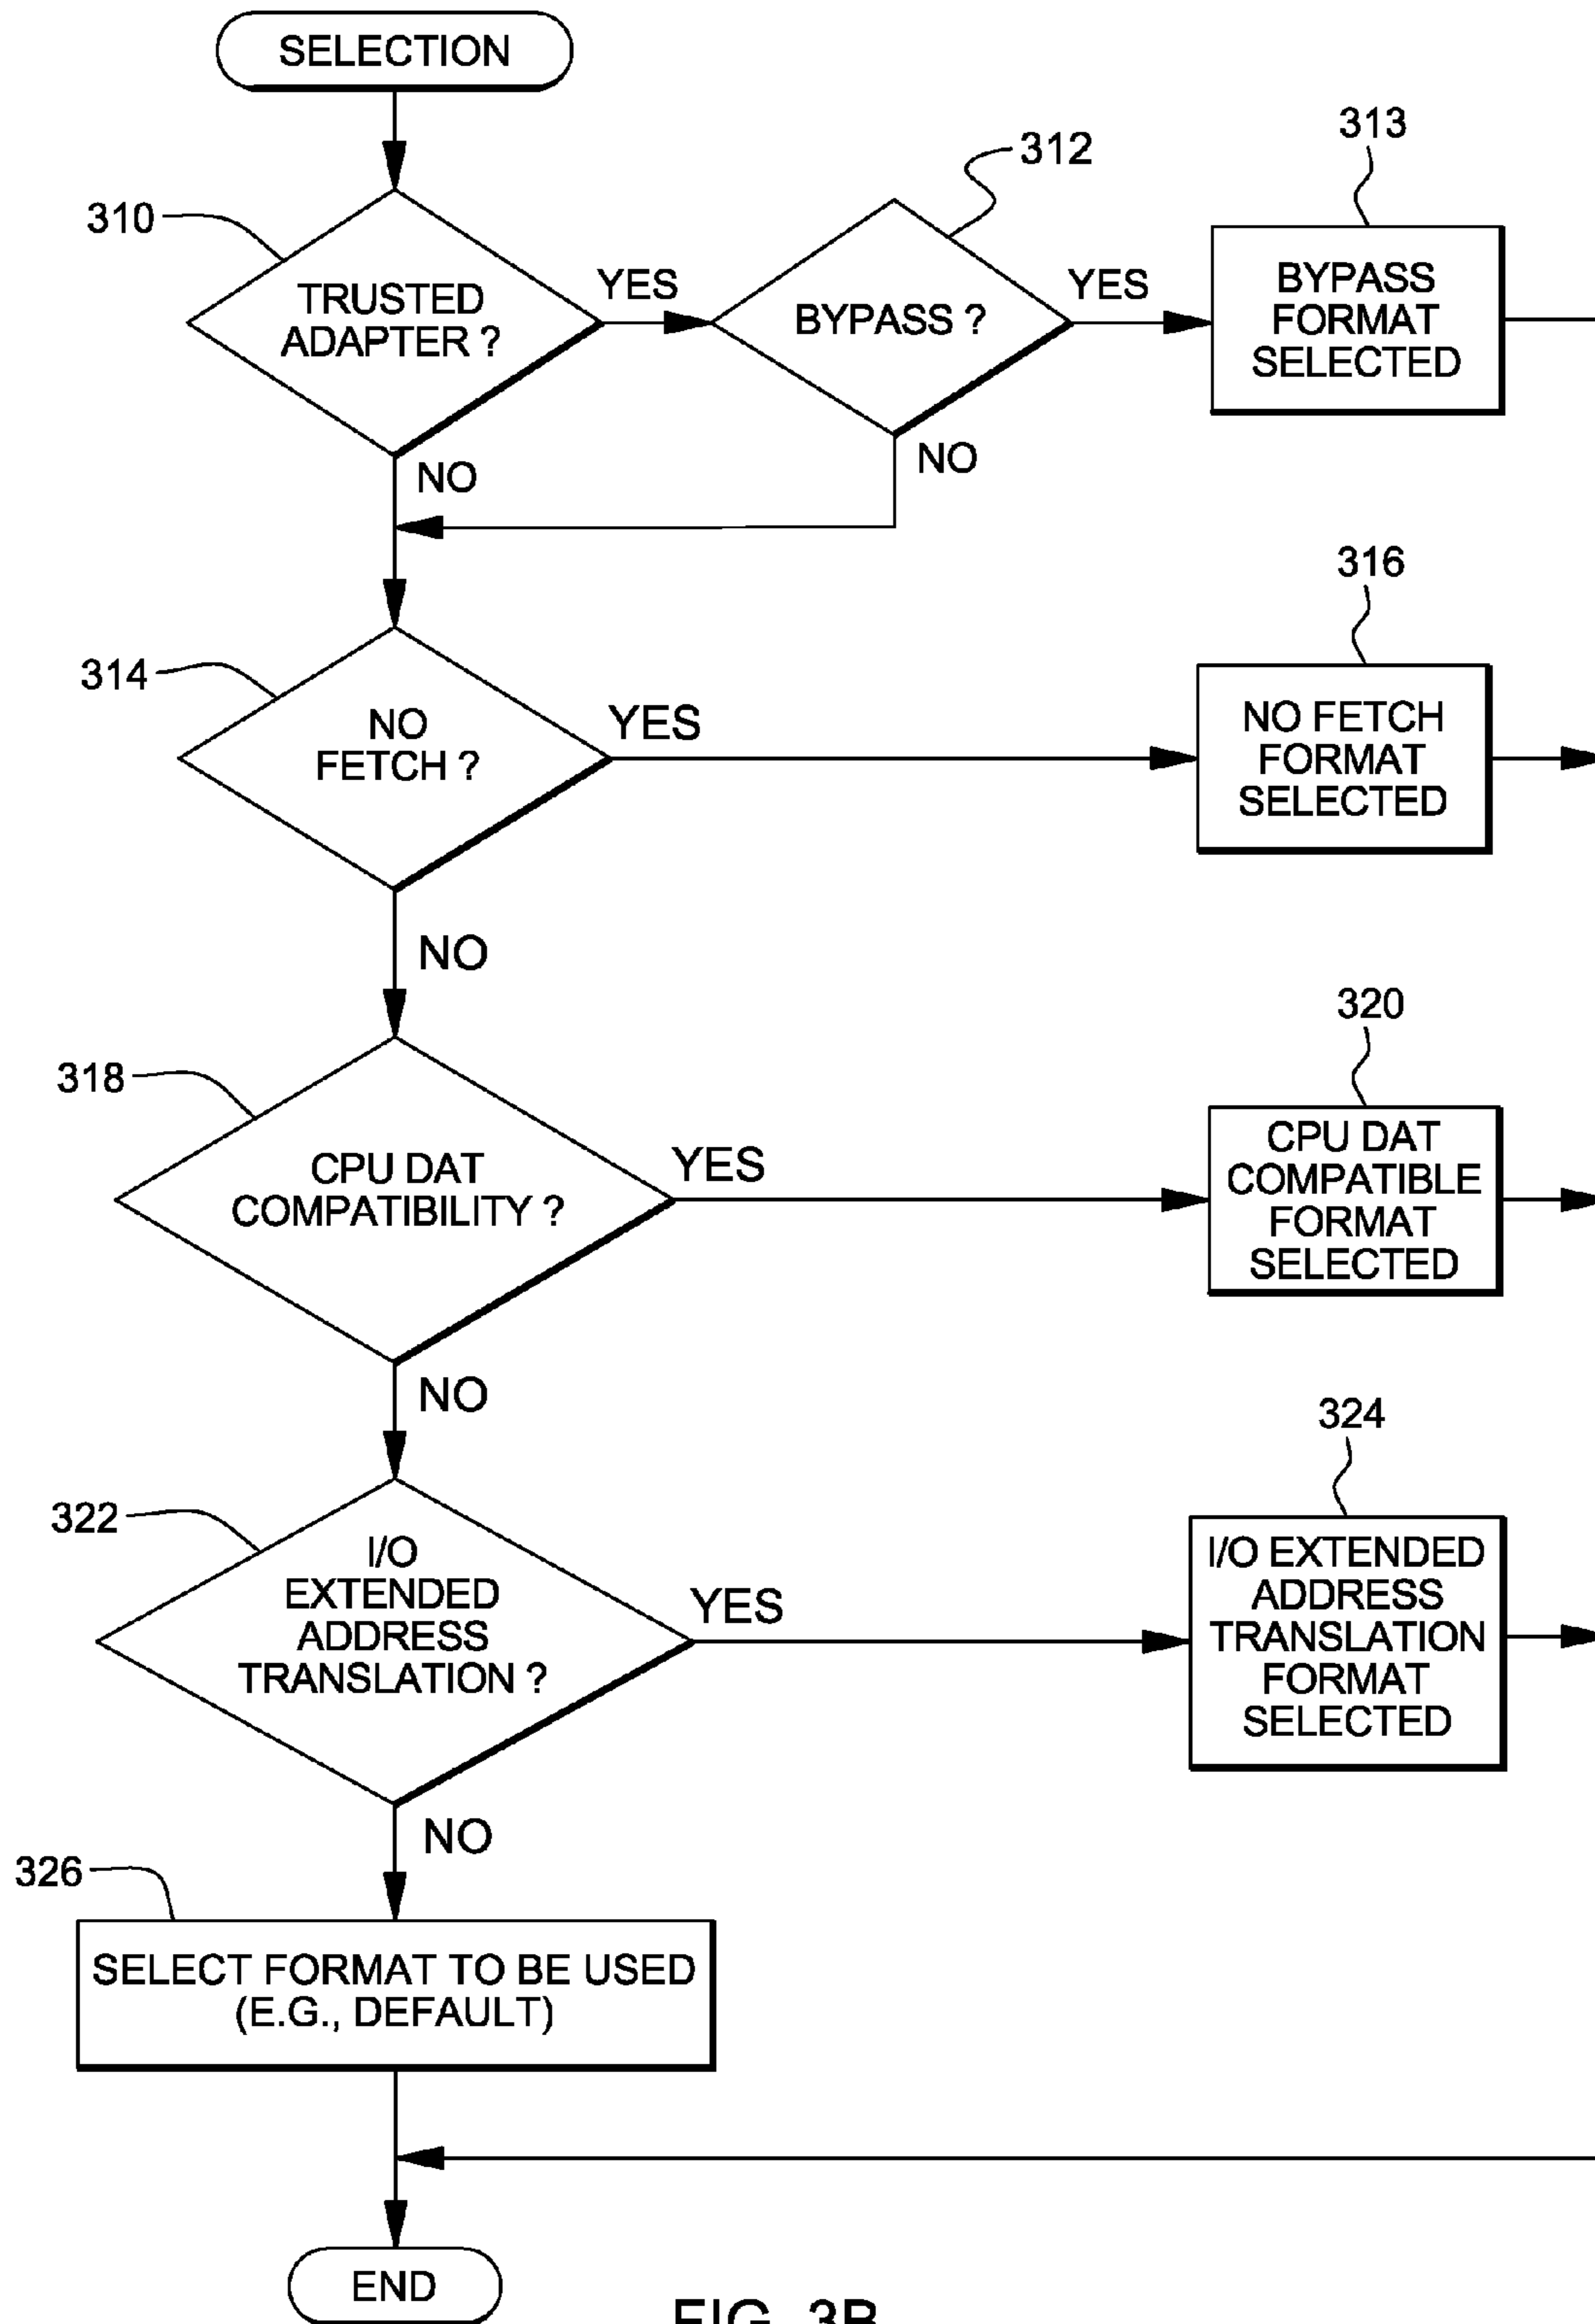 SELECTION
310
TRUSTED
ADAPTER ?
YES
NO
312
BYPASS ?
YES
NO
313
BYPASS
FORMAT
SELECTED
314
NO
FETCH ?
YES
NO
316
NO FETCH
FORMAT
SELECTED
318
CPU DAT
COMPATIBILITY ?
YES
NO
320
CPU DAT
COMPATIBLE
FORMAT
SELECTED
322
I/O
EXTENDED
ADDRESS
TRANSLATION ?
YES
NO
324
I/O EXTENDED
ADDRESS
TRANSLATION
FORMAT
SELECTED
326
SELECT FORMAT TO BE USED
(E.G., DEFAULT)
END
FIG. 3B